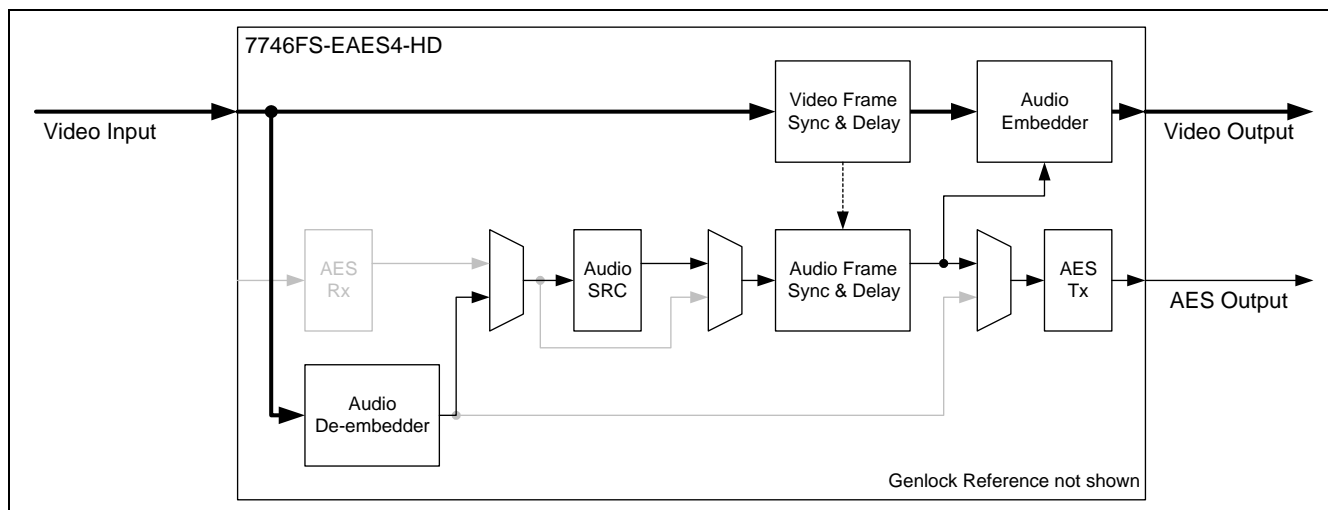 7746FS-EAES4-HD
Video Input
Video Frame
Sync & Delay
Audio
Embedder
Video Output
AES
Rx
Audio
SRC
Audio Frame
Sync & Delay
AES
Tx
AES Output
Audio
De-embedder
Genlock Reference not shown